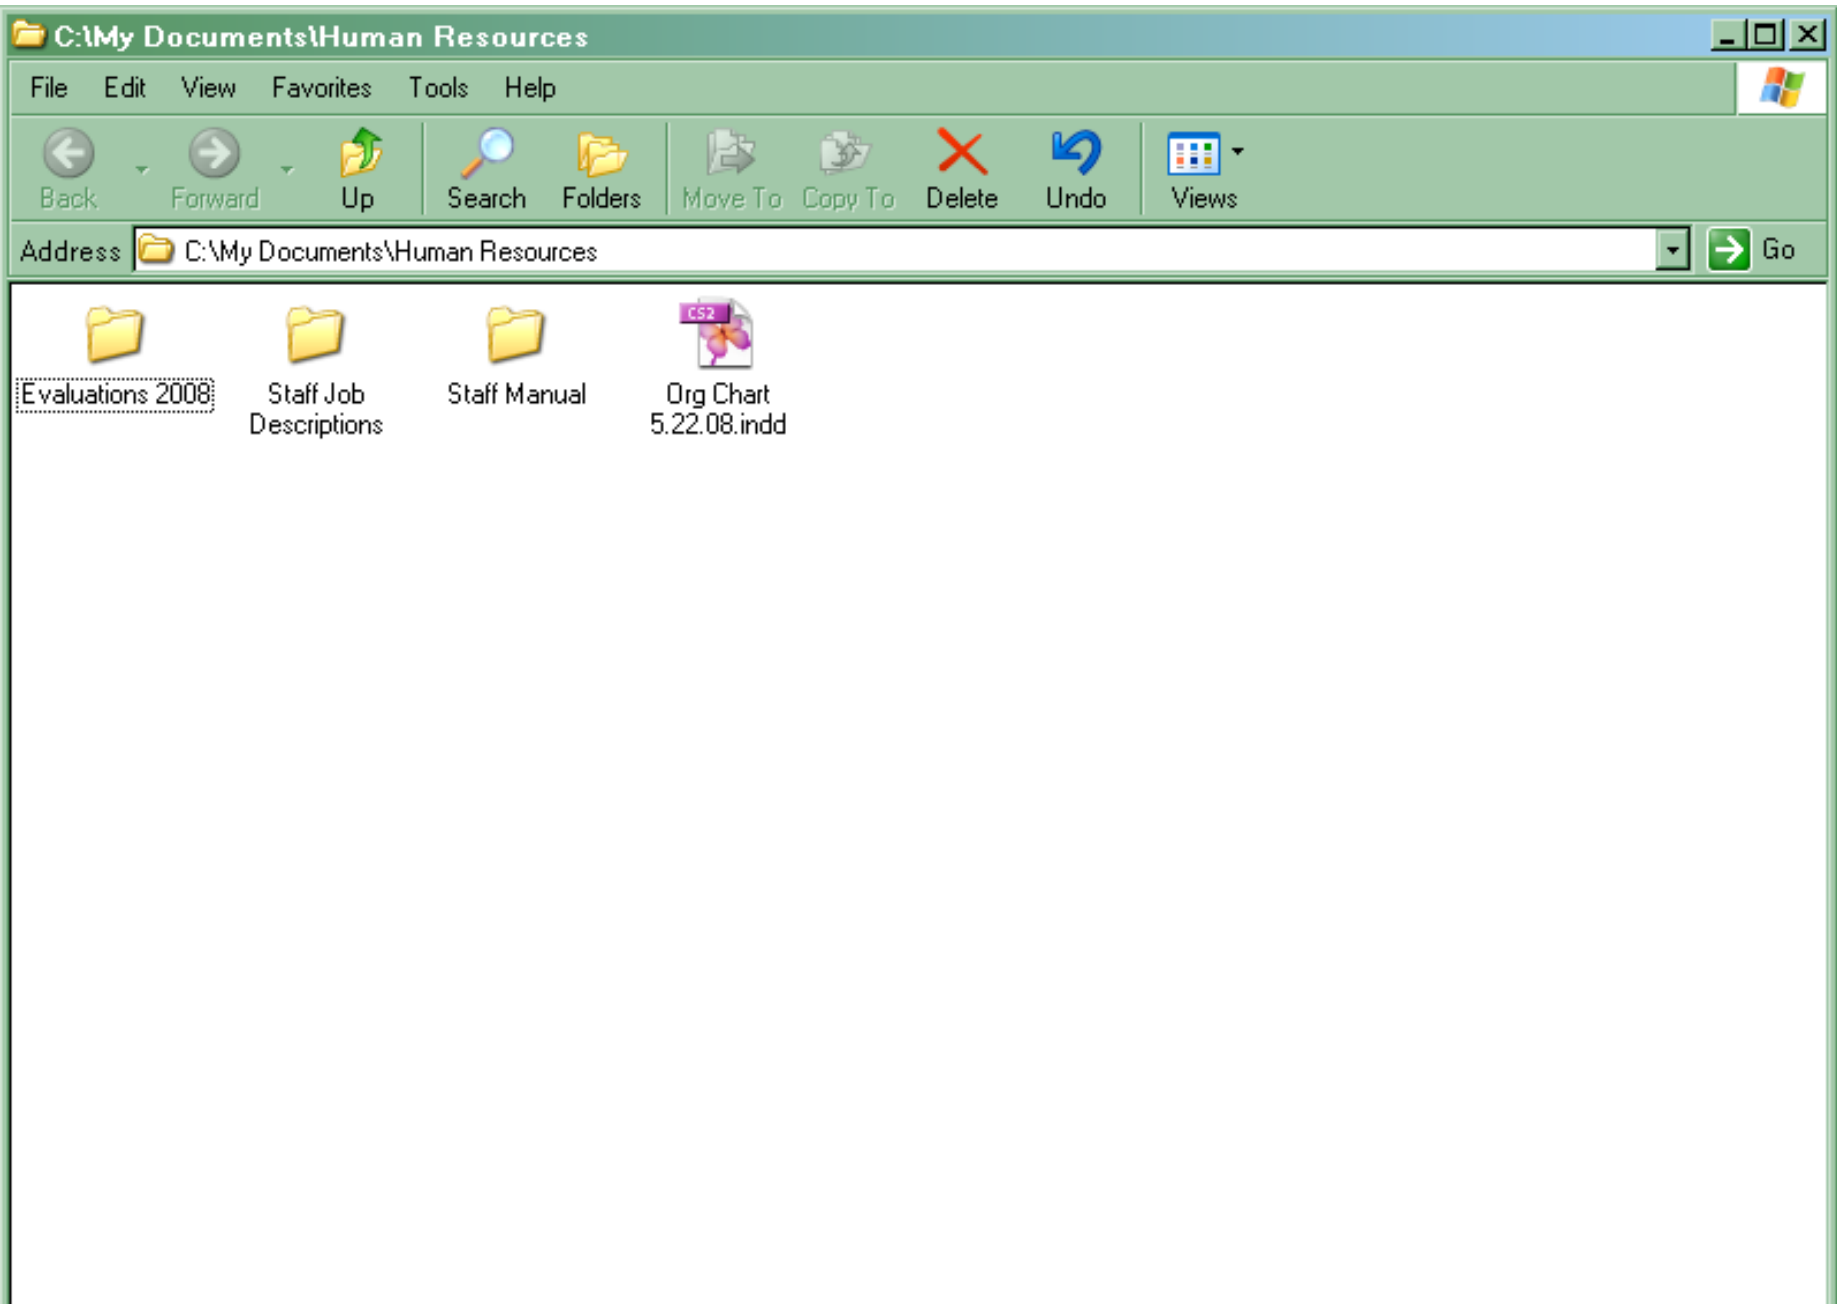 C:\My Documents\Human Resources
File Edit View Favorites Tools Help
Back Forward Up Search Folders Move To Copy To Delete Undo Views
Address C:\My Documents\Human Resources Go
CS2
Evaluations 2008 Staff Job Staff Manual Org Chart
Descriptions 5.22.08.indd